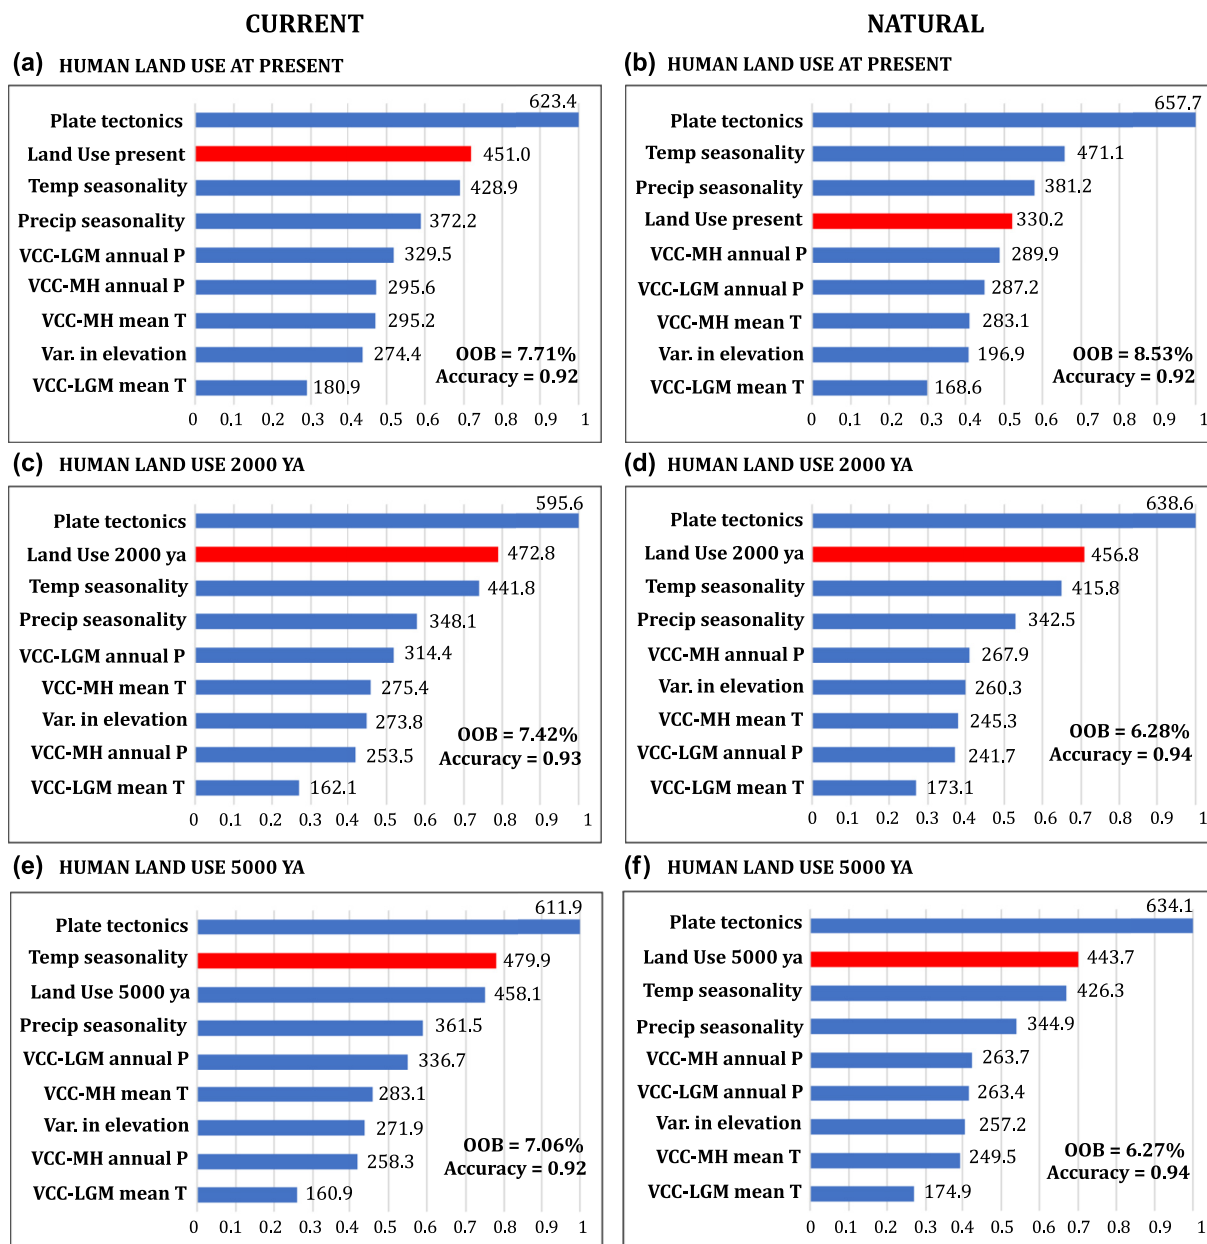 CURRENT
NATURAL
(a) HUMAN LAND USE AT PRESENT
Plate tectonics 623.4
Land Use present 451.0
Temp seasonality 428.9
Precip seasonality 372.2
VCC-LGM annual P 329.5
VCC-MH annual P 295.6
VCC-MH mean T 295.2
Var. in elevation 274.4
VCC-LGM mean T 180.9
OOB = 7.71%
Accuracy = 0.92
0 0.1 0.2 0.3 0.4 0.5 0.6 0.7 0.8 0.9 1
(b) HUMAN LAND USE AT PRESENT
Plate tectonics 657.7
Temp seasonality 471.1
Precip seasonality 381.2
Land Use present 330.2
VCC-MH annual P 289.9
VCC-LGM annual P 287.2
VCC-MH mean T 283.1
Var. in elevation 196.9
VCC-LGM mean T 168.6
OOB = 8.53%
Accuracy = 0.92
0 0.1 0.2 0.3 0.4 0.5 0.6 0.7 0.8 0.9 1
(c) HUMAN LAND USE 2000 YA
Plate tectonics 595.6
Land Use 2000 ya 472.8
Temp seasonality 441.8
Precip seasonality 348.1
VCC-LGM annual P 314.4
VCC-MH mean T 275.4
Var. in elevation 273.8
VCC-MH annual P 253.5
VCC-LGM mean T 162.1
OOB = 7.42%
Accuracy = 0.93
0 0.1 0.2 0.3 0.4 0.5 0.6 0.7 0.8 0.9 1
(d) HUMAN LAND USE 2000 YA
Plate tectonics 638.6
Land Use 2000 ya 456.8
Temp seasonality 415.8
Precip seasonality 342.5
VCC-MH annual P 267.9
Var. in elevation 260.3
VCC-MH mean T 245.3
VCC-LGM annual P 241.7
VCC-LGM mean T 173.1
OOB = 6.28%
Accuracy = 0.94
0 0.1 0.2 0.3 0.4 0.5 0.6 0.7 0.8 0.9 1
(e) HUMAN LAND USE 5000 YA
Plate tectonics 611.9
Temp seasonality 479.9
Land Use 5000 ya 458.1
Precip seasonality 361.5
VCC-LGM annual P 336.7
VCC-MH mean T 283.1
Var. in elevation 271.9
VCC-MH annual P 258.3
VCC-LGM mean T 160.9
OOB = 7.06%
Accuracy = 0.92
0 0.1 0.2 0.3 0.4 0.5 0.6 0.7 0.8 0.9 1
(f) HUMAN LAND USE 5000 YA
Plate tectonics 634.1
Land Use 5000 ya 443.7
Temp seasonality 426.3
Precip seasonality 344.9
VCC-MH annual P 263.7
VCC-LGM annual P 263.4
Var. in elevation 257.2
VCC-MH mean T 249.5
VCC-LGM mean T 174.9
OOB = 6.27%
Accuracy = 0.94
0 0.1 0.2 0.3 0.4 0.5 0.6 0.7 0.8 0.9 1